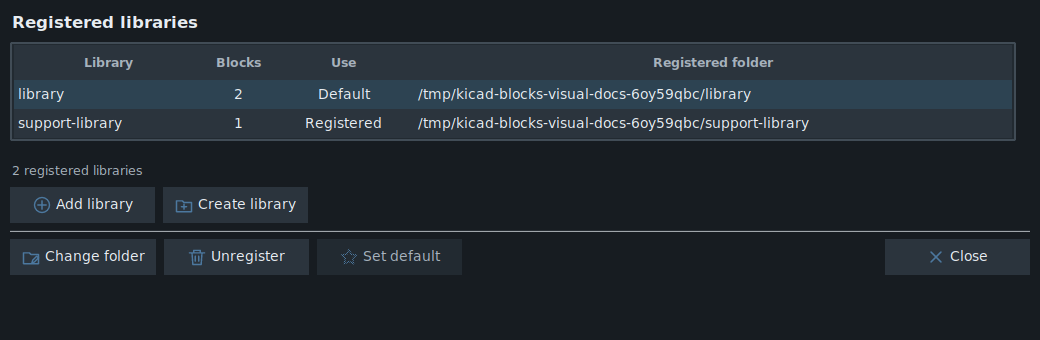 Registered libraries
Library Blocks Use Registered folder
library 2 Default /tmp/kicad-blocks-visual-docs-6oy59qbc/library
support-library 1 Registered /tmp/kicad-blocks-visual-docs-6oy59qbc/support-library
2 registered libraries
Add library Create library
Change folder Unregister Set default Close